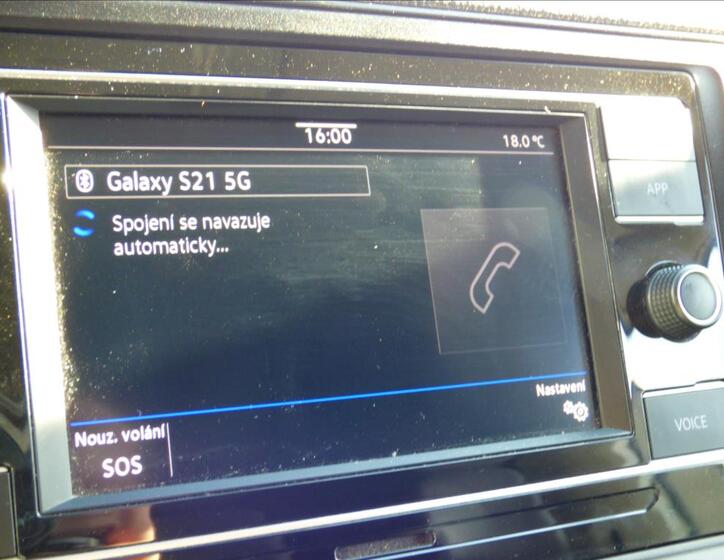 16:00
18.0 °C
Galaxy S21 5G
Spojení se navazuje
automaticky...
APP
Nastavení
Nouz. volání
SOS
VOICE